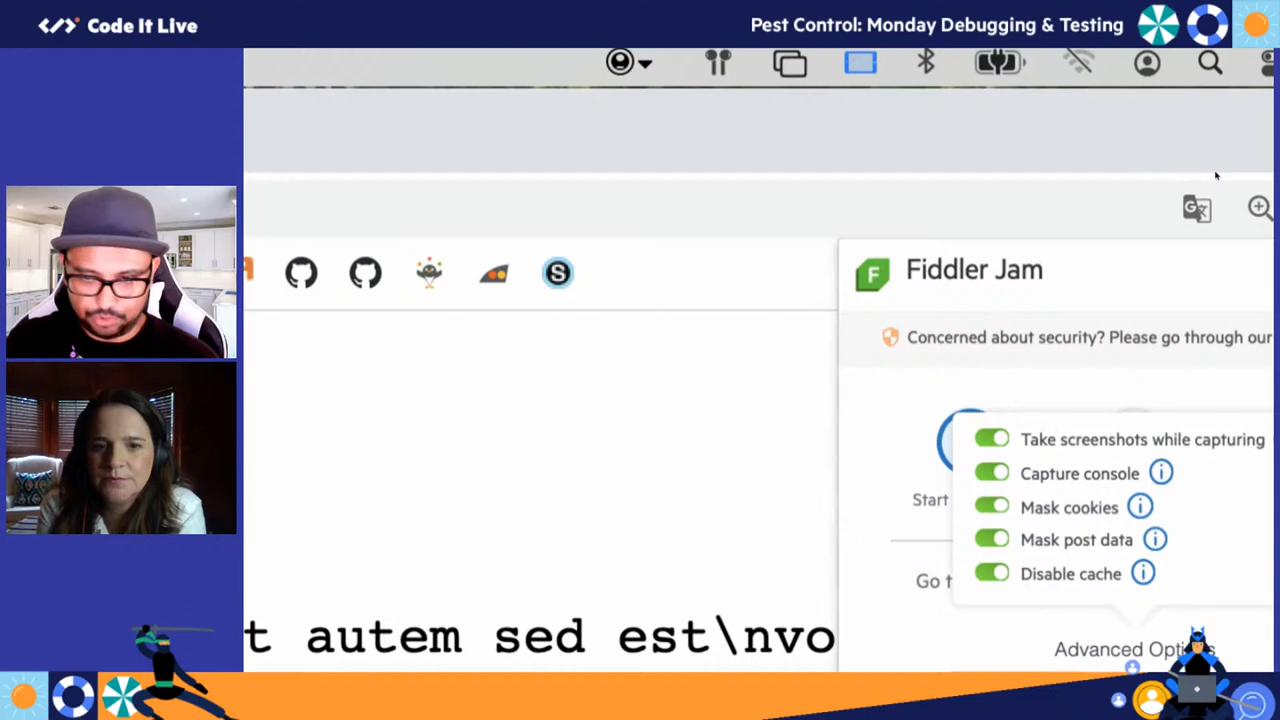 </> Code It Live
Pest Control: Monday Debugging & Testing
Fiddler Jam
Concerned about security? Please go through our
Take screenshots while capturing
Capture console
Start
Mask cookies
Mask post data
Go t
Disable cache
t autem sed est\nvo
Advanced Options